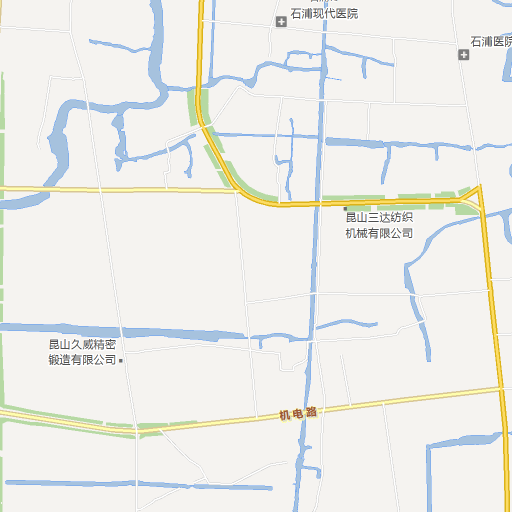 石浦现代医院
石浦医院
昆山三达纺织
机械有限公司
昆山久威精密
锻造有限公司
机电路